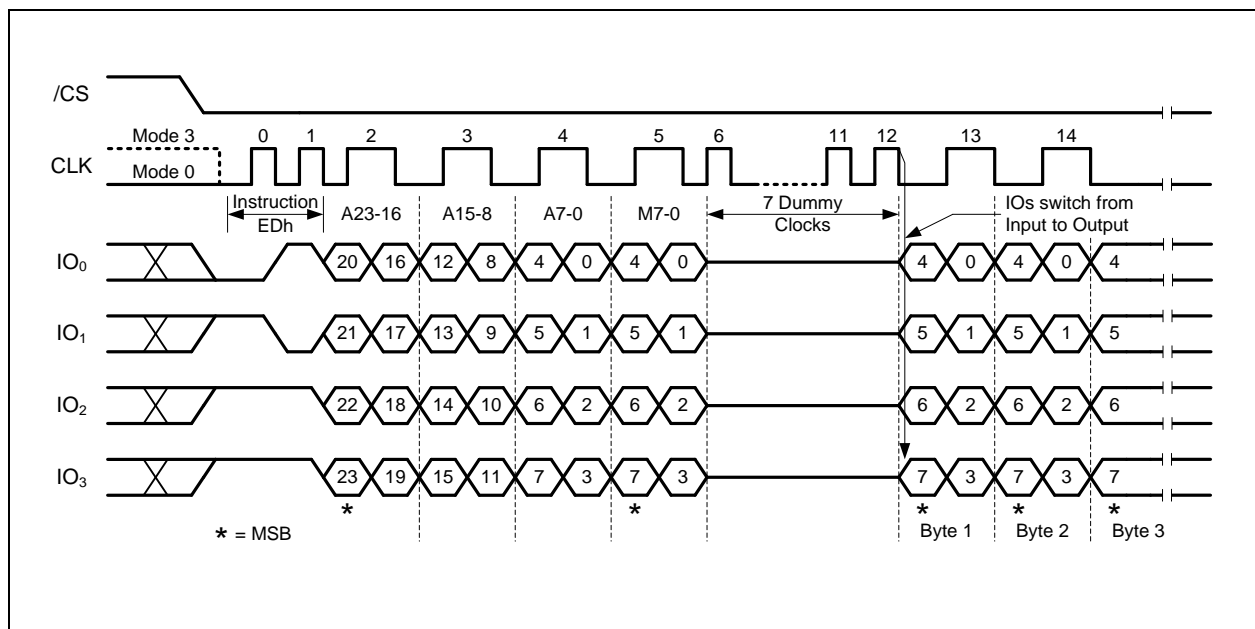 /CS
Mode 3 0 1 2 3 4 5 6 11 12 13 14
CLK
Mode 0
Instruction
EDh
A23-16 A15-8 A7-0 M7-0
7 Dummy
Clocks
IOs switch from
Input to Output
IO₀ 20 16 12 8 4 0 4 0 4 0 4 0 4
IO₁ 21 17 13 9 5 1 5 1 5 1 5 1 5
IO₂ 22 18 14 10 6 2 6 2 6 2 6 2 6
IO₃ 23 19 15 11 7 3 7 3 7 3 7 3 7
* * * * *
* = MSB
Byte 1 Byte 2 Byte 3